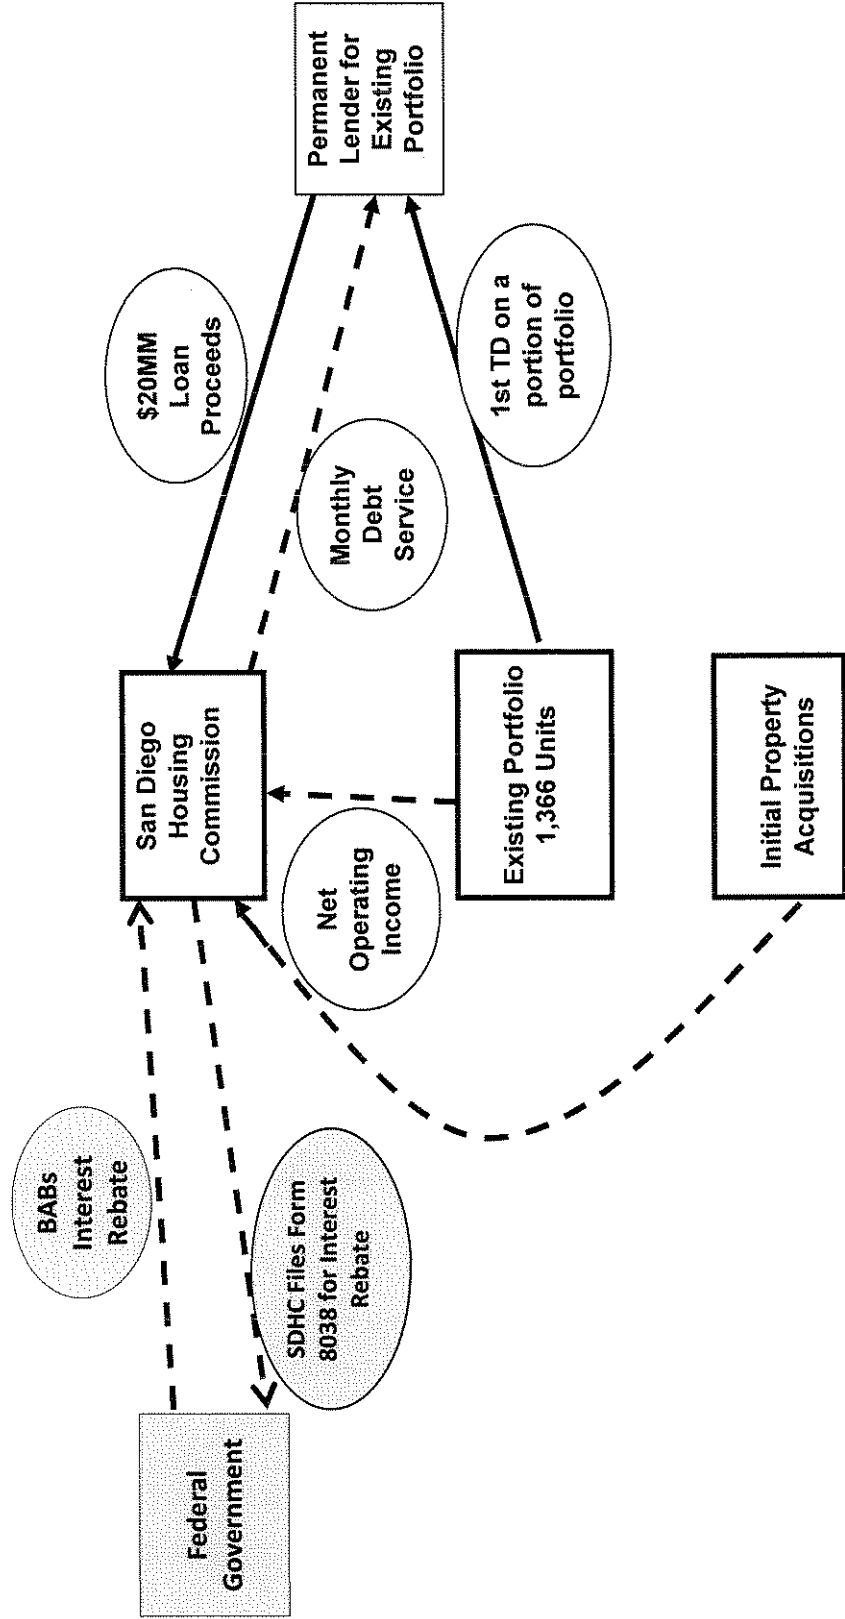 BABs
Interest
Rebate
Federal
Government
SDHC Files Form
8038 for Interest
Rebate
San Diego
Housing
Commission
$20MM
Loan
Proceeds
Permanent
Lender for
Existing
Portfolio
Monthly
Debt
Service
Net
Operating
Income
Existing Portfolio
1,366 Units
1st TD on a
portion of
portfolio
Initial Property
Acquisitions